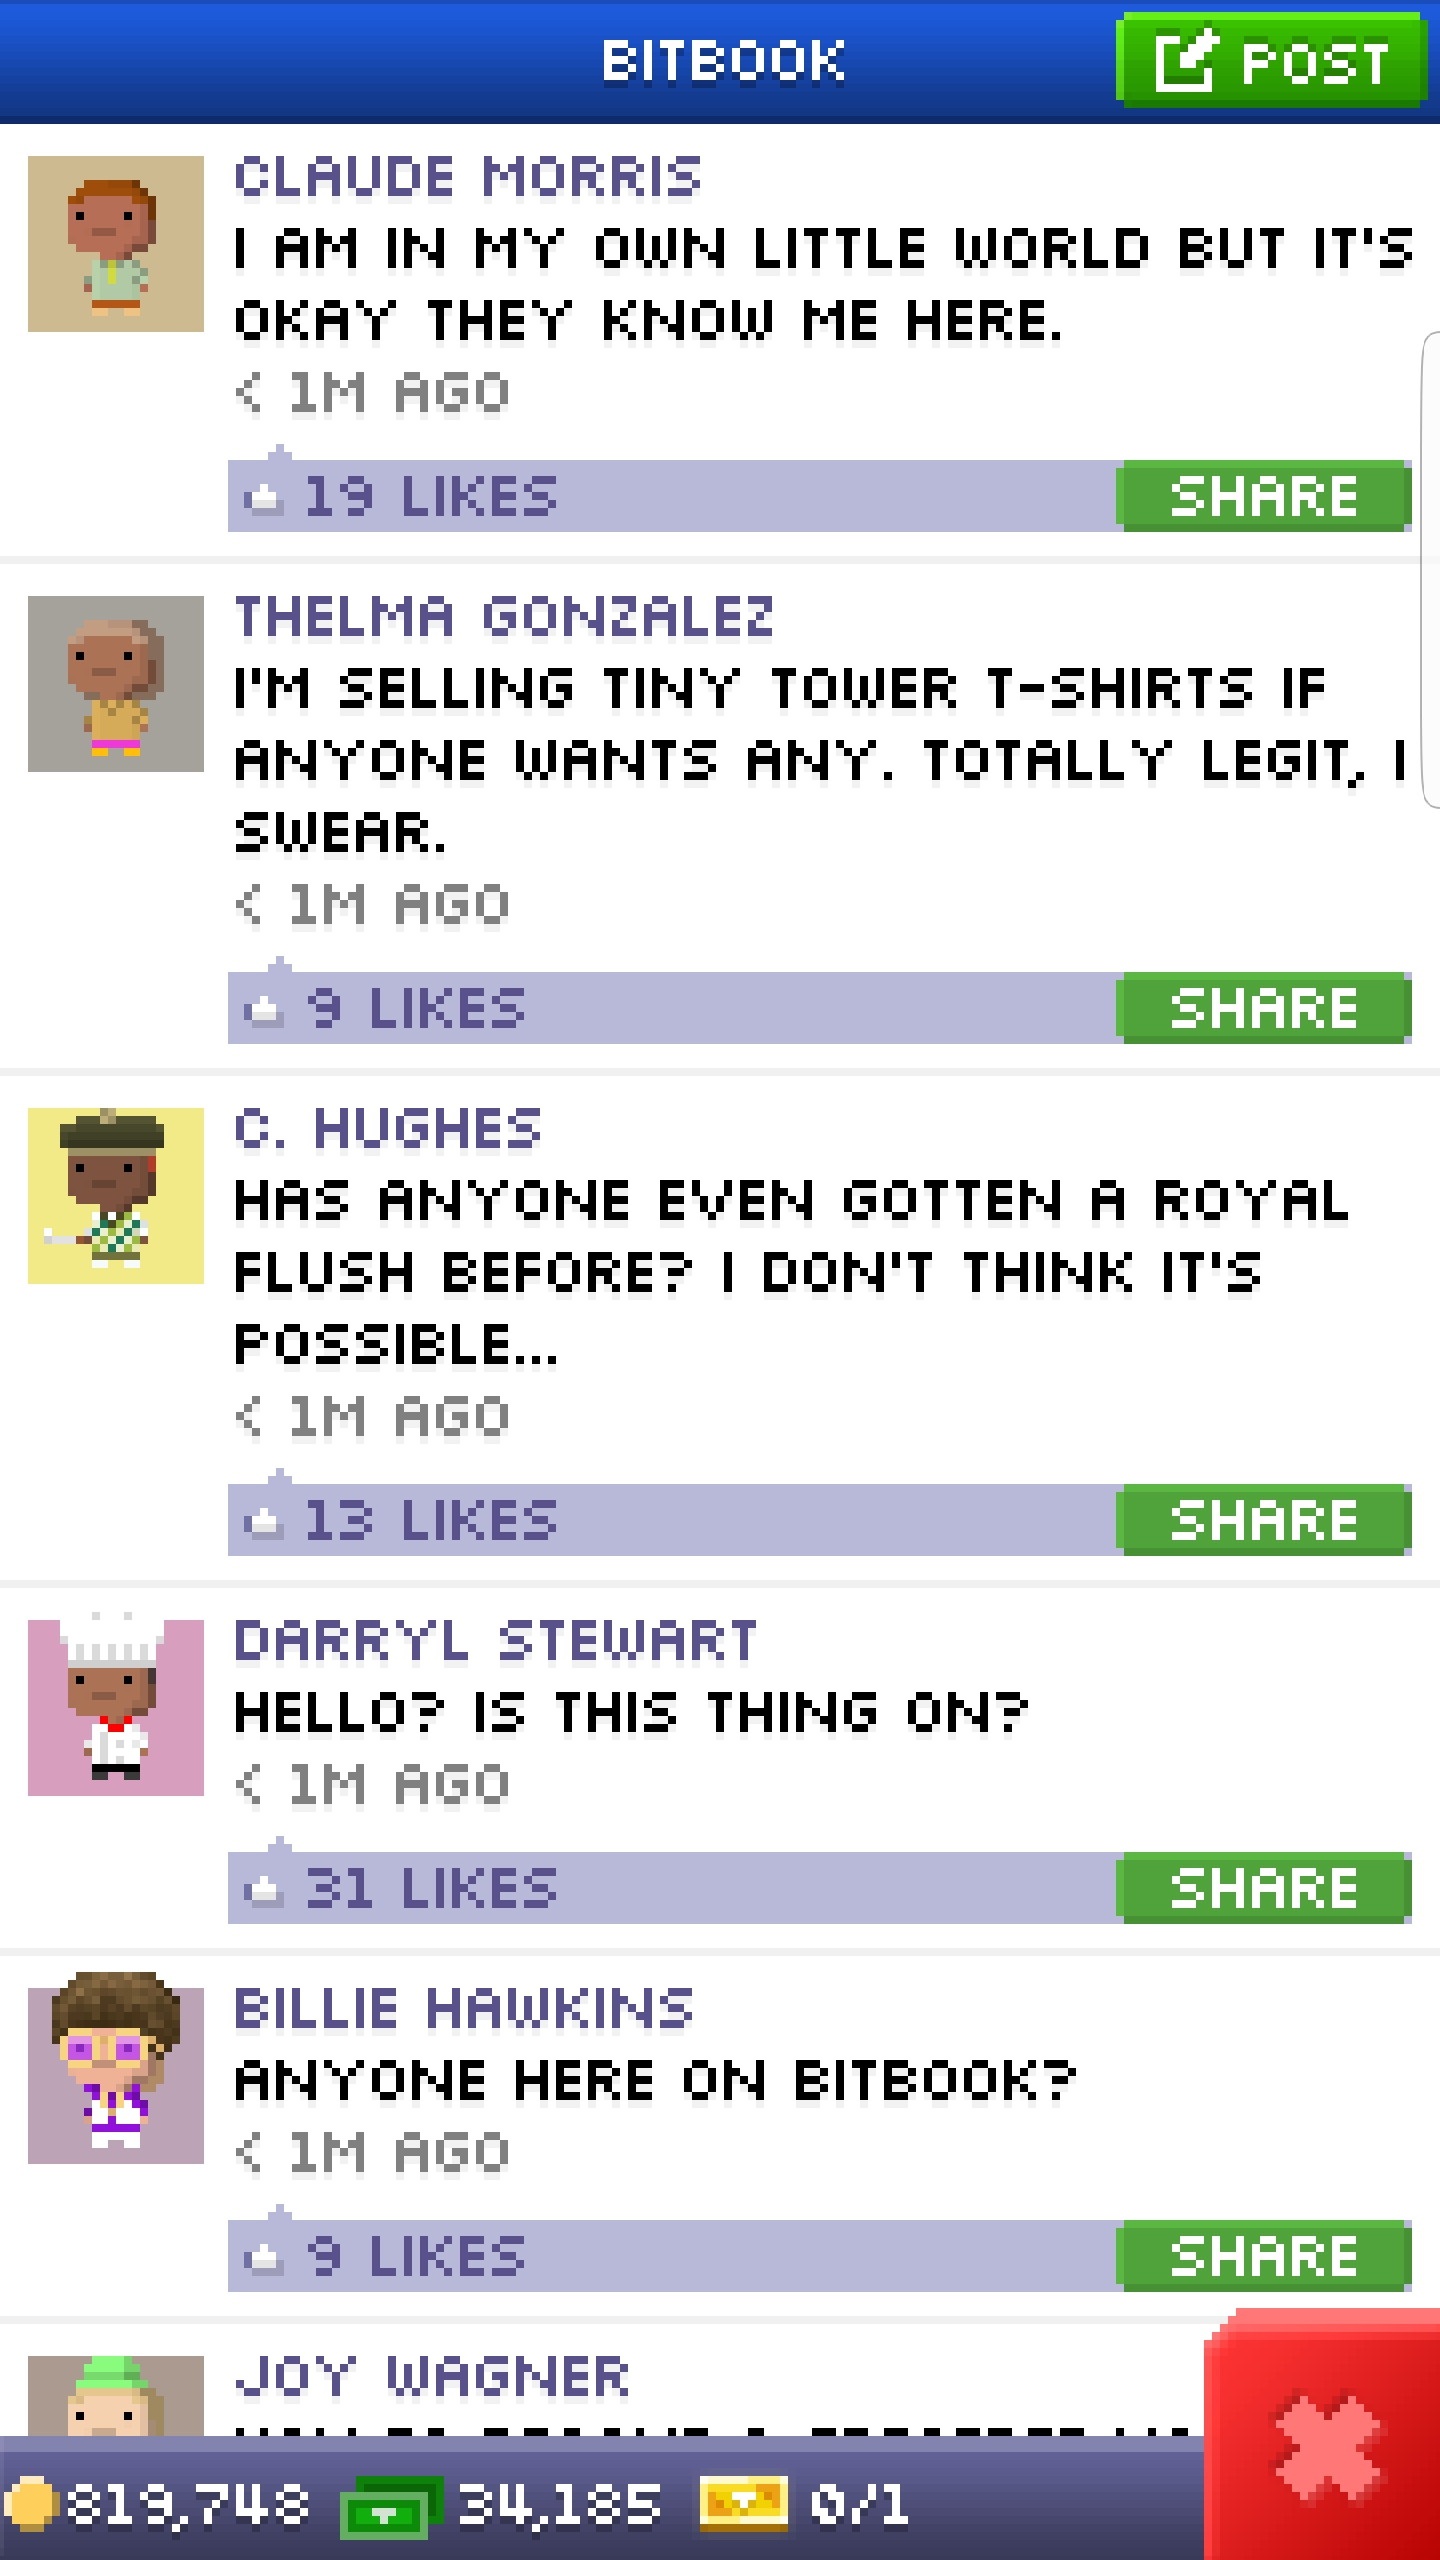 BITBOOK
POST
CLAUDE MORRIS
I AM IN MY OWN LITTLE WORLD BUT IT'S
OKAY THEY KNOW ME HERE.
< 1M AGO
19 LIKES
SHARE
THELMA GONZALEZ
I'M SELLING TINY TOWER T-SHIRTS IF
ANYONE WANTS ANY. TOTALLY LEGIT, I
SWEAR.
< 1M AGO
9 LIKES
SHARE
C. HUGHES
HAS ANYONE EVEN GOTTEN A ROYAL
FLUSH BEFORE? I DON'T THINK IT'S
POSSIBLE...
< 1M AGO
13 LIKES
SHARE
DARRYL STEWART
HELLO? IS THIS THING ON?
< 1M AGO
31 LIKES
SHARE
BILLIE HAWKINS
ANYONE HERE ON BITBOOK?
< 1M AGO
9 LIKES
SHARE
JOY WAGNER
819,748
34,185
0/1